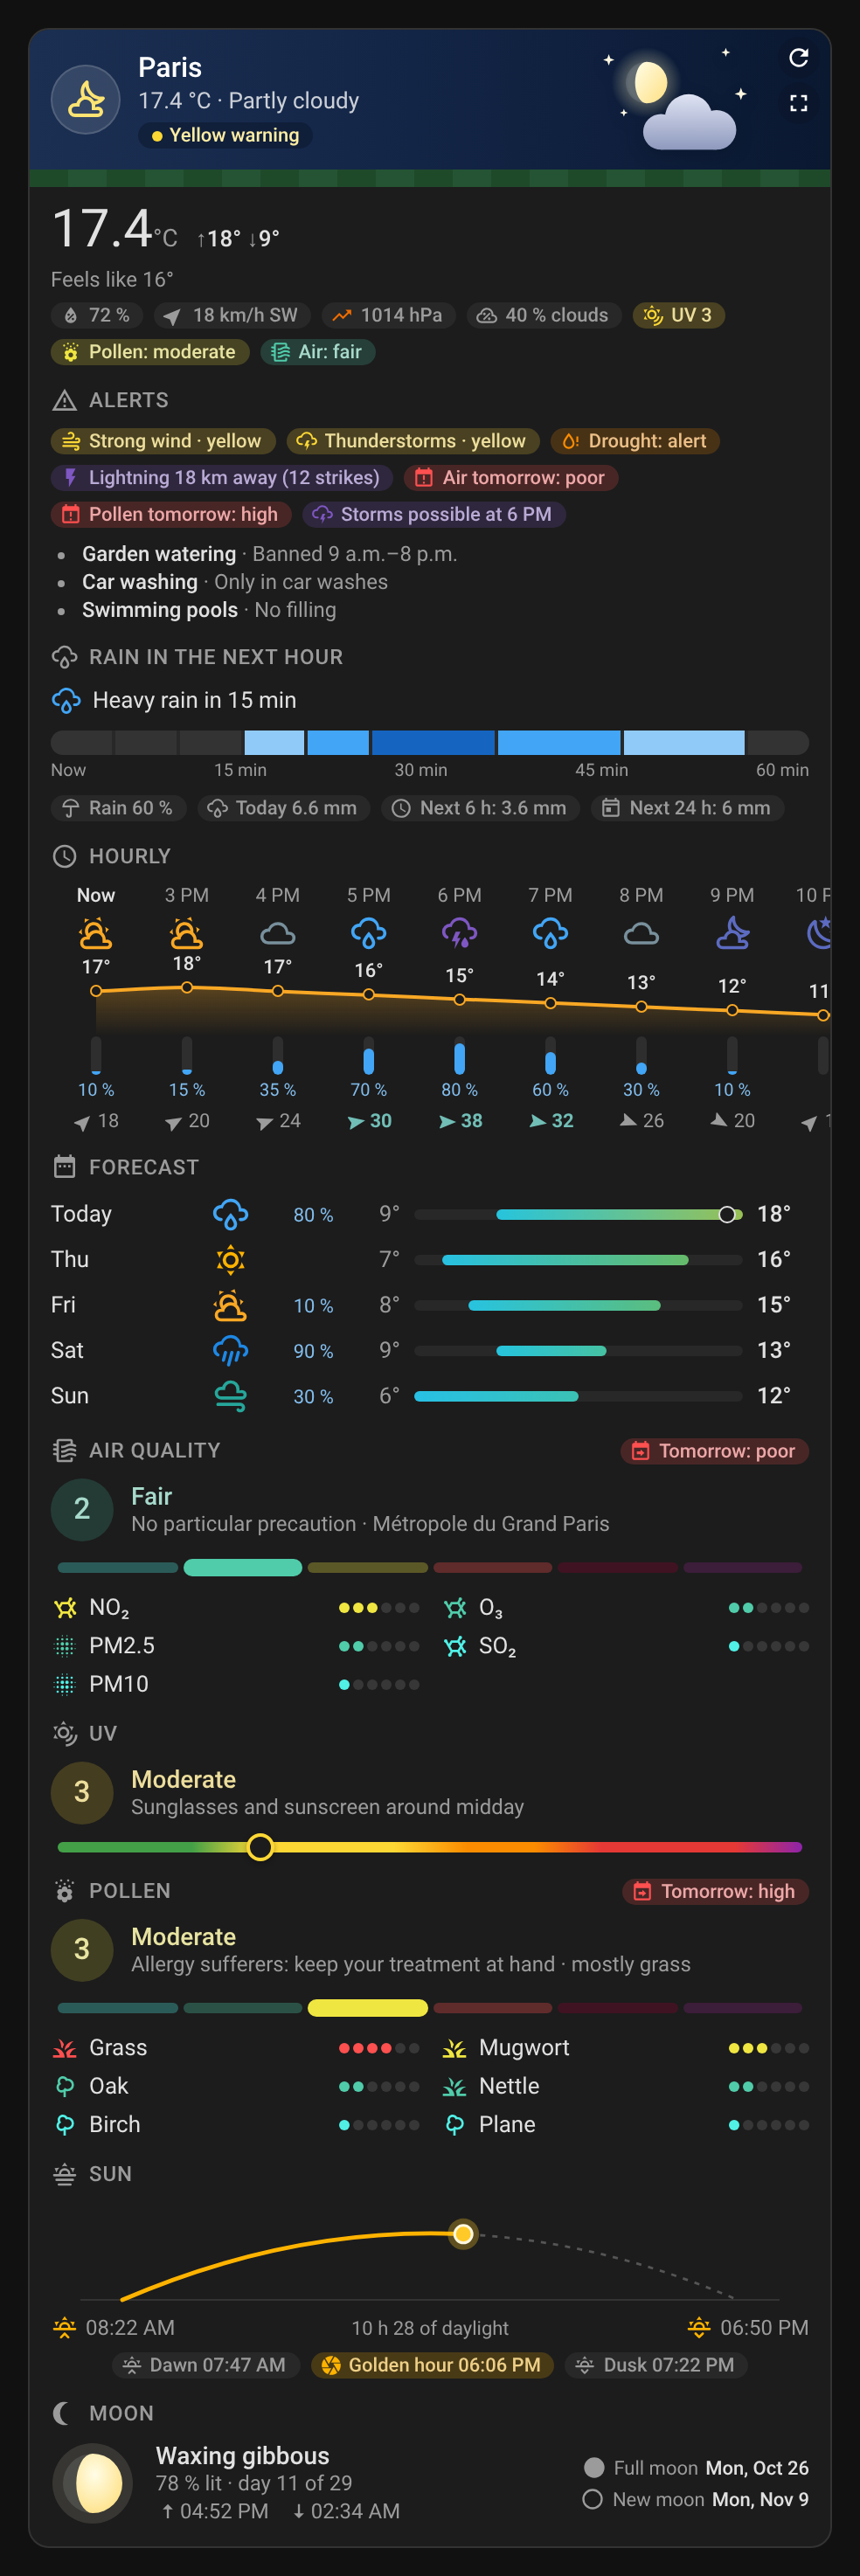 Paris
17.4 °C · Partly cloudy
Yellow warning
17.4°C ↑18° ↓9°
Feels like 16°
72 % 18 km/h SW 1014 hPa 40 % clouds UV 3
Pollen: moderate Air: fair
ALERTS
Strong wind · yellow Thunderstorms · yellow Drought: alert
Lightning 18 km away (12 strikes) Air tomorrow: poor
Pollen tomorrow: high Storms possible at 6 PM
• Garden watering · Banned 9 a.m.–8 p.m.
• Car washing · Only in car washes
• Swimming pools · No filling
RAIN IN THE NEXT HOUR
Heavy rain in 15 min
Now 15 min 30 min 45 min 60 min
Rain 60 % Today 6.6 mm Next 6 h: 3.6 mm Next 24 h: 6 mm
HOURLY
Now 3 PM 4 PM 5 PM 6 PM 7 PM 8 PM 9 PM 10 P
17° 18° 17° 16° 15° 14° 13° 12° 11
10 % 15 % 35 % 70 % 80 % 60 % 30 % 10 %
18 20 24 30 38 32 26 20 1
FORECAST
Today 80 % 9° 18°
Thu 7° 16°
Fri 10 % 8° 15°
Sat 90 % 9° 13°
Sun 30 % 6° 12°
AIR QUALITY Tomorrow: poor
2 Fair
No particular precaution · Métropole du Grand Paris
NO₂ O₃
PM2.5 SO₂
PM10
UV
3 Moderate
Sunglasses and sunscreen around midday
POLLEN Tomorrow: high
3 Moderate
Allergy sufferers: keep your treatment at hand · mostly grass
Grass Mugwort
Oak Nettle
Birch Plane
SUN
08:22 AM 10 h 28 of daylight 06:50 PM
Dawn 07:47 AM Golden hour 06:06 PM Dusk 07:22 PM
MOON
Waxing gibbous
78 % lit · day 11 of 29
↑ 04:52 PM ↓ 02:34 AM
Full moon Mon, Oct 26
New moon Mon, Nov 9